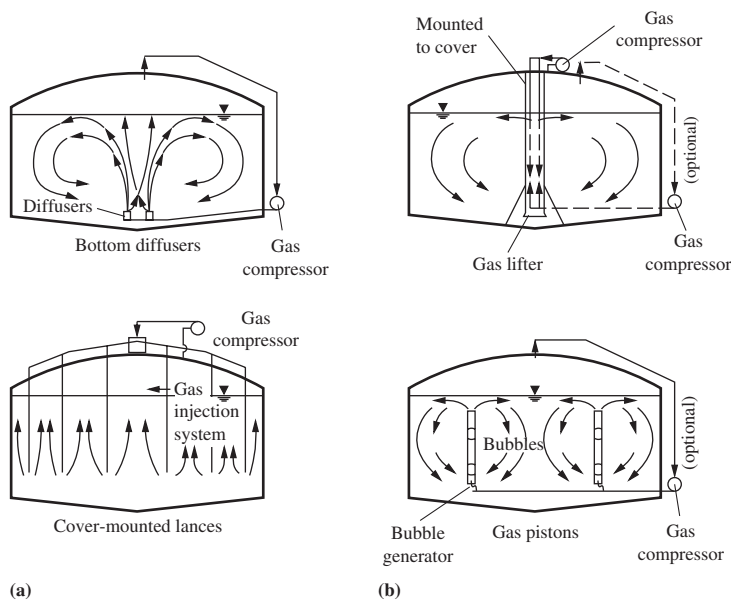 Diffusers
Bottom diffusers
Gas
compressor
Gas
compressor
Gas
injection
system
Cover-mounted lances
(a)
Mounted
to cover
Gas
compressor
(optional)
Gas lifter
Gas
compressor
Bubbles
(optional)
Bubble
generator
Gas pistons
Gas
compressor
(b)